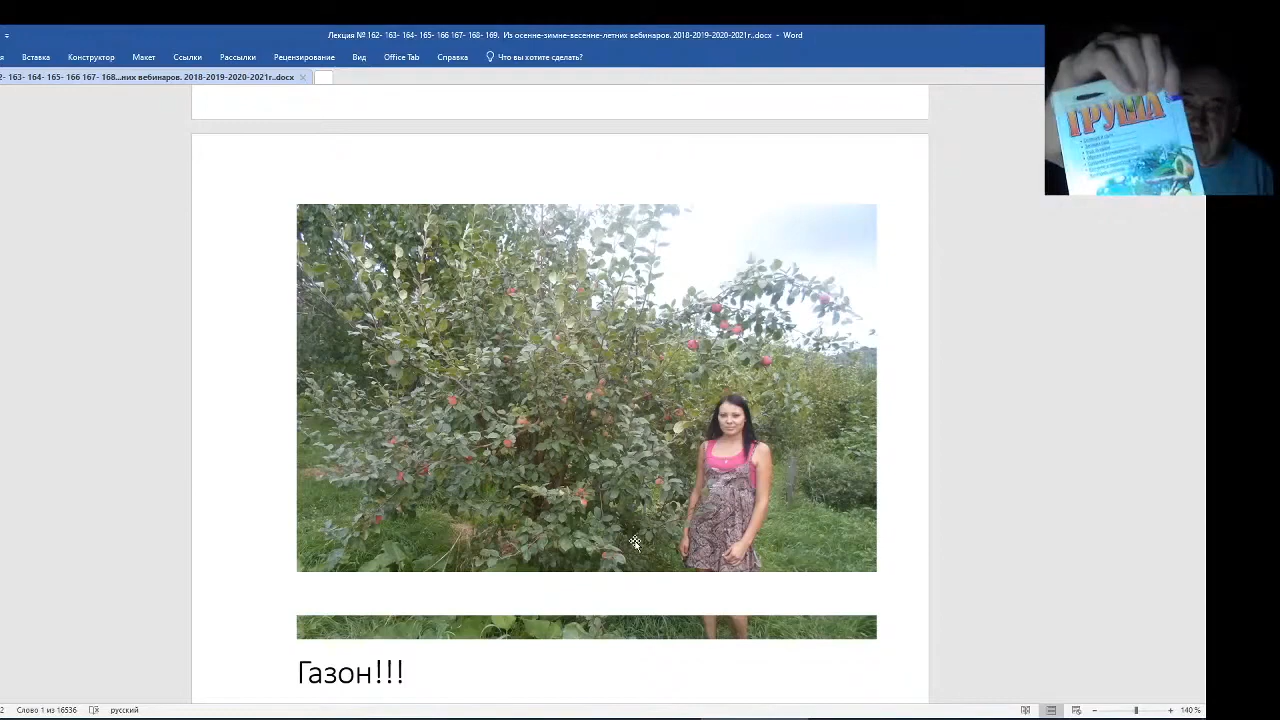 Лекция № 162- 163- 164- 165- 166 167- 168- 169. Из осенне-зимне-весенне-летних вебинаров. 2018-2019-2020-2021г..docx - Word
Вставка Конструктор Макет Ссылки Рассылки Рецензирование Вид Office Tab Справка Что вы хотите сделать?
2- 163- 164- 165- 166 167- 168...них вебинаров. 2018-2019-2020-2021г..docx
ГРУША
Газон!!!
2 Слово 1 из 16536 русский 140 %